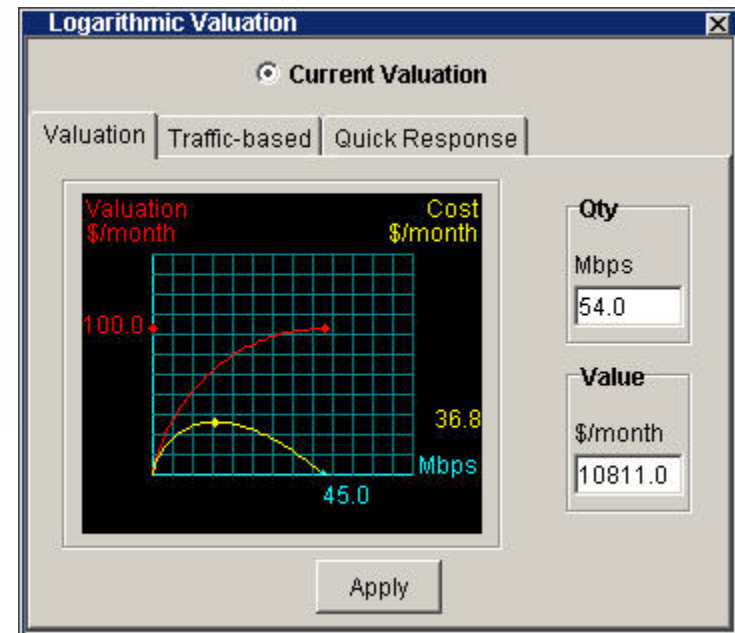 Logarithmic Valuation
Current Valuation
Valuation
Traffic-based
Quick Response
Valuation
$/month
Cost
$/month
100.0
36.8
Mbps
45.0
Qty
Mbps
54.0
Value
$/month
10811.0
Apply